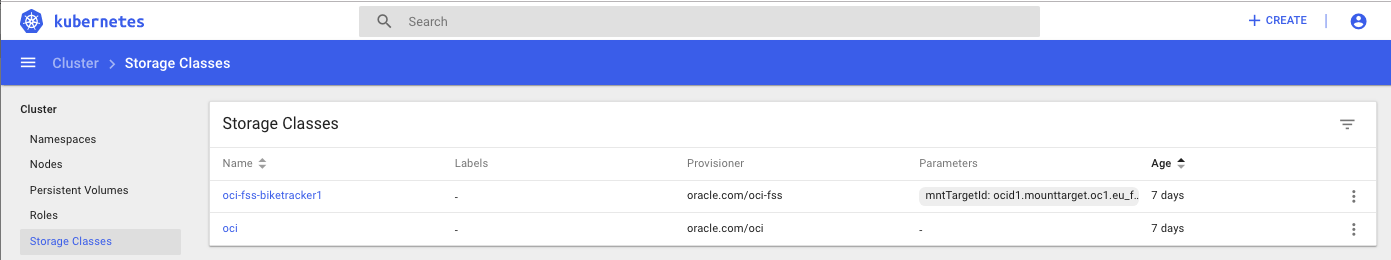 kubernetes
Search
CREATE
Cluster > Storage Classes
Cluster
Namespaces
Nodes
Persistent Volumes
Roles
Storage Classes
Storage Classes
Name Labels Provisioner Parameters Age
oci-fss-biketracker1 - oracle.com/oci-fss mntTargetId: ocid1.mounttarget.oc1.eu_f.. 7 days
oci - oracle.com/oci - 7 days